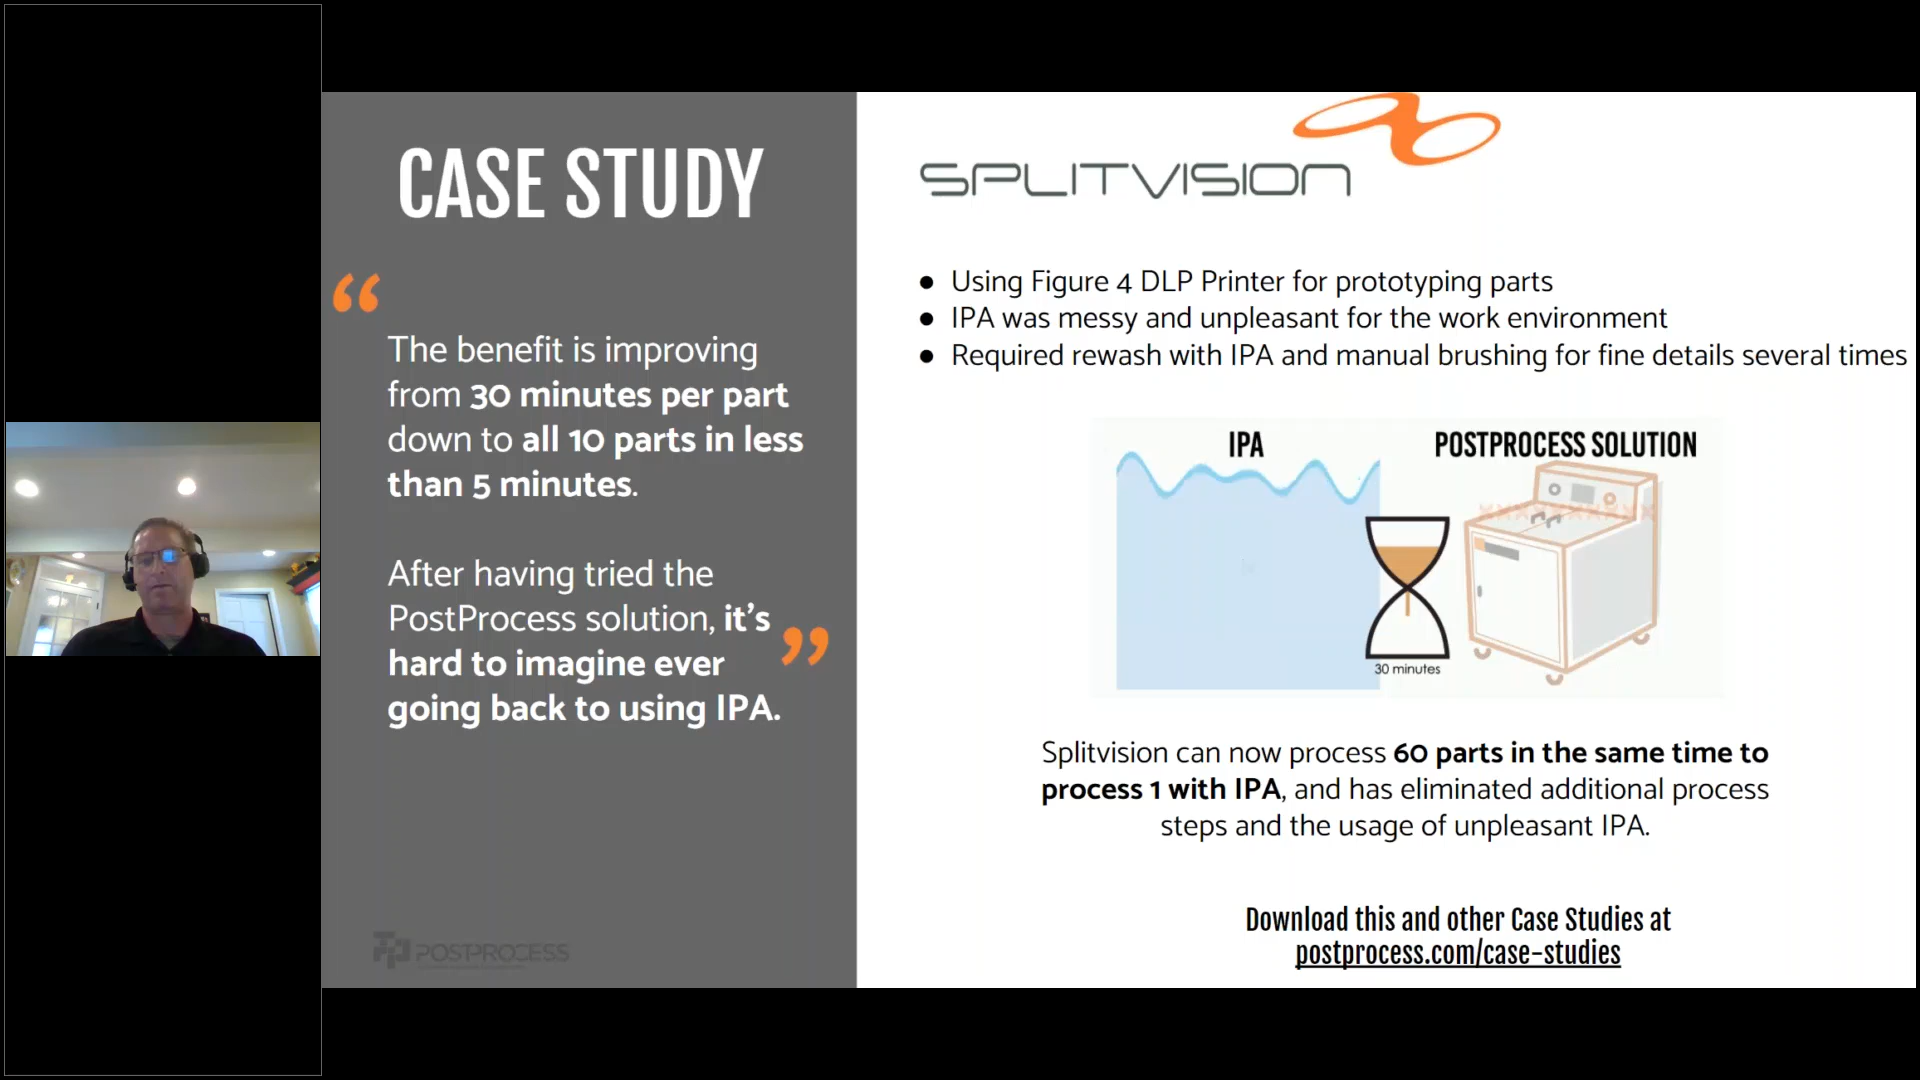 CASE STUDY
“
The benefit is improving
from 30 minutes per part
down to all 10 parts in less
than 5 minutes.
After having tried the
PostProcess solution, it’s
hard to imagine ever
going back to using IPA.
”
POSTPROCESS
SPLITVISION
● Using Figure 4 DLP Printer for prototyping parts
● IPA was messy and unpleasant for the work environment
● Required rewash with IPA and manual brushing for fine details several times
IPA
POSTPROCESS SOLUTION
30 minutes
Splitvision can now process 60 parts in the same time to
process 1 with IPA, and has eliminated additional process
steps and the usage of unpleasant IPA.
Download this and other Case Studies at
postprocess.com/case-studies